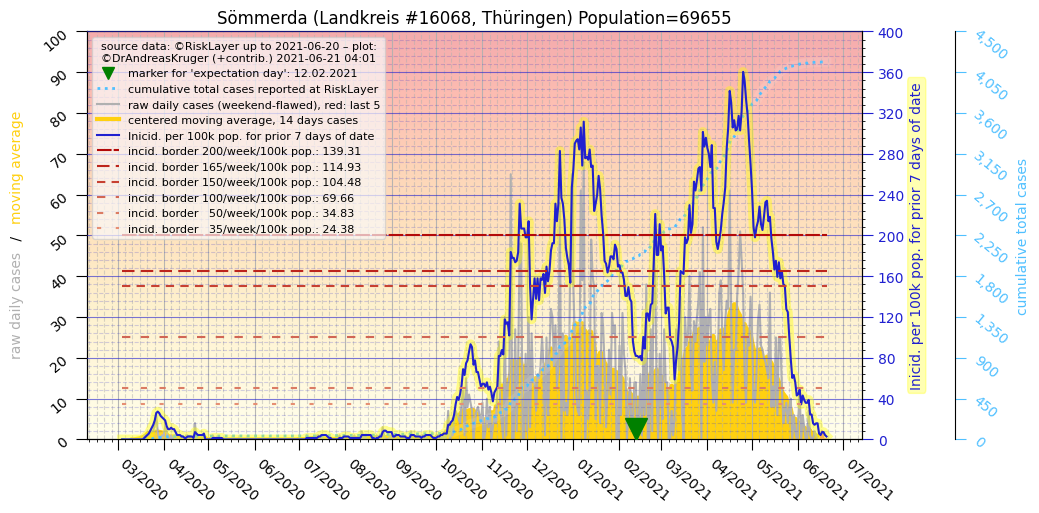 Sömmerda (Landkreis #16068, Thüringen) Population=69655
source data: ©RiskLayer up to 2021-06-20 – plot:
©DrAndreasKruger (+contrib.) 2021-06-21 04:01
marker for 'expectation day': 12.02.2021
cumulative total cases reported at RiskLayer
raw daily cases (weekend-flawed), red: last 5
centered moving average, 14 days cases
Inicid. per 100k pop. for prior 7 days of date
incid. border 200/week/100k pop.: 139.31
incid. border 165/week/100k pop.: 114.93
incid. border 150/week/100k pop.: 104.48
incid. border 100/week/100k pop.: 69.66
incid. border   50/week/100k pop.: 34.83
incid. border   35/week/100k pop.: 24.38
raw daily cases  /  moving average
100
90
80
70
60
50
40
30
20
10
0
03/2020
04/2020
05/2020
06/2020
07/2020
08/2020
09/2020
10/2020
11/2020
12/2020
01/2021
02/2021
03/2021
04/2021
05/2021
06/2021
07/2021
400
360
320
280
240
200
160
120
80
40
0
Inicid. per 100k pop. for prior 7 days of date
4,500
4,050
3,600
3,150
2,700
2,250
1,800
1,350
900
450
0
cumulative total cases